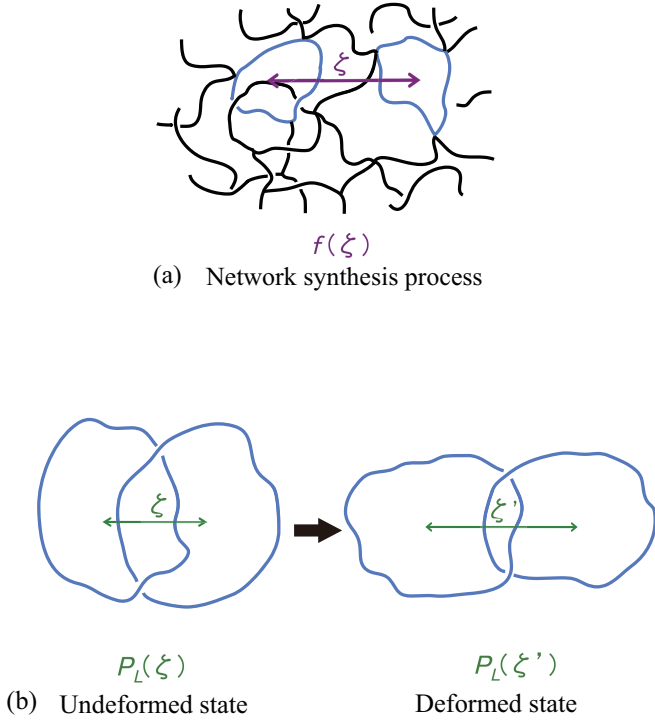 ζ
f(ζ)
(a) Network synthesis process
ζ ζ'
P_L(ζ) P_L(ζ')
(b) Undeformed state Deformed state